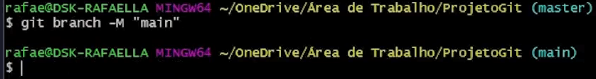 rafae@DSK-RAFAELLA MINGW64 ~/OneDrive/Área de Trabalho/ProjetoGit (master)
$ git branch -M "main"
rafae@DSK-RAFAELLA MINGW64 ~/OneDrive/Área de Trabalho/ProjetoGit (main)
$